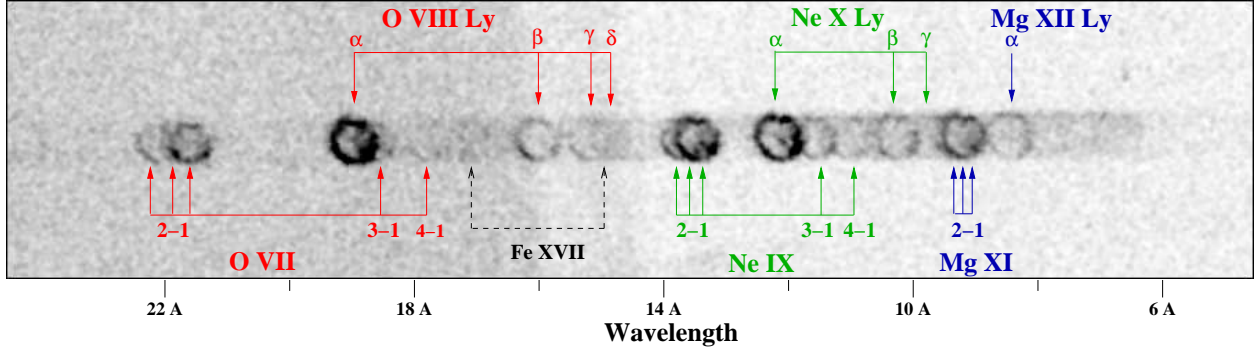 O VIII Ly Ne X Ly Mg XII Ly
α β γ δ α β γ α
2–1 3–1 4–1 2–1 3–1 4–1 2–1
O VII Fe XVII Ne IX Mg XI
22 A 18 A 14 A 10 A 6 A
Wavelength